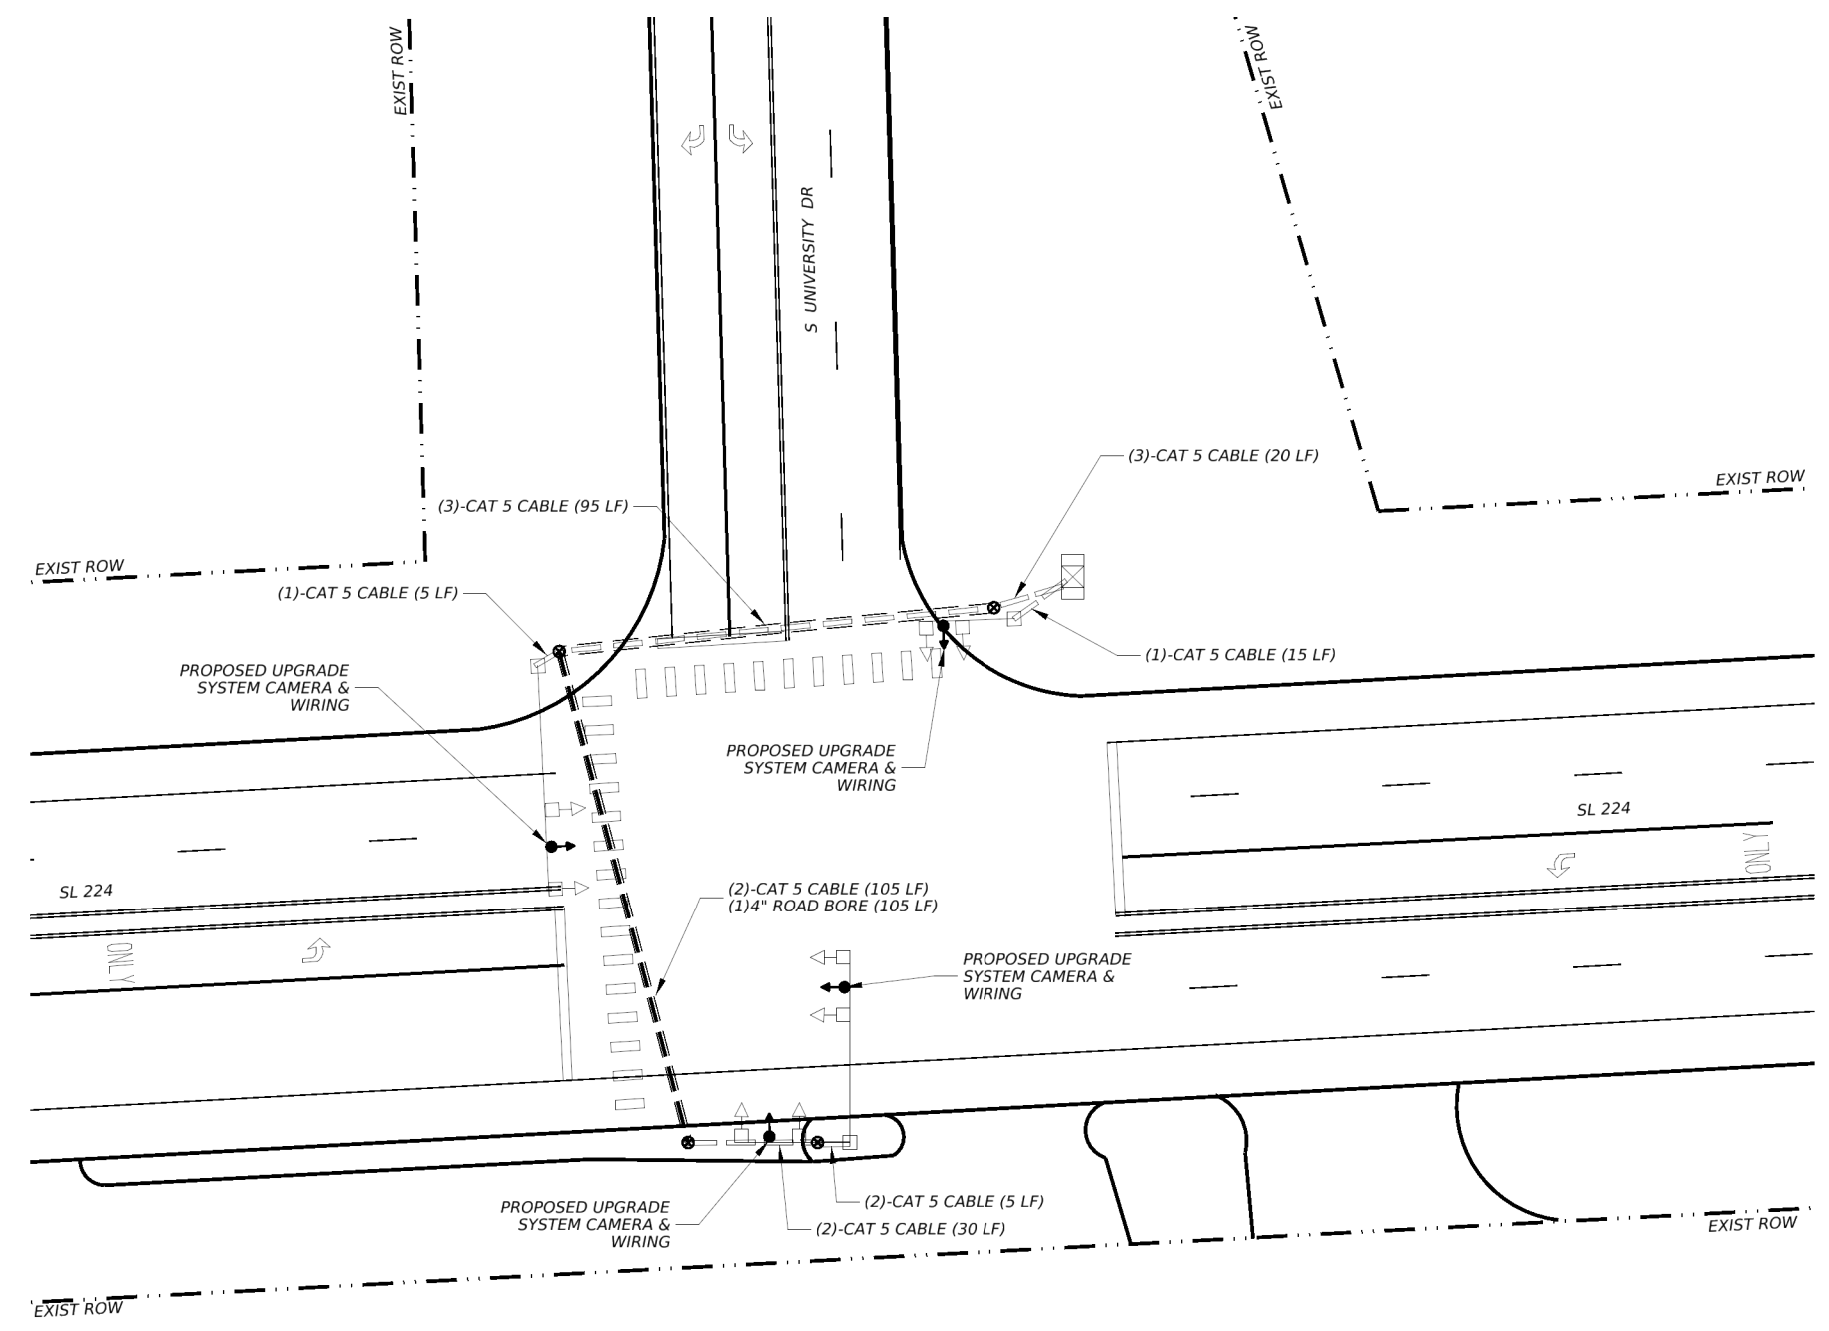 EXIST ROW
EXIST ROW
S UNIVERSITY DR
(3)-CAT 5 CABLE (20 LF)
EXIST ROW
(3)-CAT 5 CABLE (95 LF)
EXIST ROW
(1)-CAT 5 CABLE (5 LF)
(1)-CAT 5 CABLE (15 LF)
PROPOSED UPGRADE
SYSTEM CAMERA &
WIRING
PROPOSED UPGRADE
SYSTEM CAMERA &
WIRING
SL 224
ONLY
SL 224
(2)-CAT 5 CABLE (105 LF)
(1)4" ROAD BORE (105 LF)
ONLY
PROPOSED UPGRADE
SYSTEM CAMERA &
WIRING
PROPOSED UPGRADE
SYSTEM CAMERA &
WIRING
(2)-CAT 5 CABLE (5 LF)
(2)-CAT 5 CABLE (30 LF)
EXIST ROW
EXIST ROW